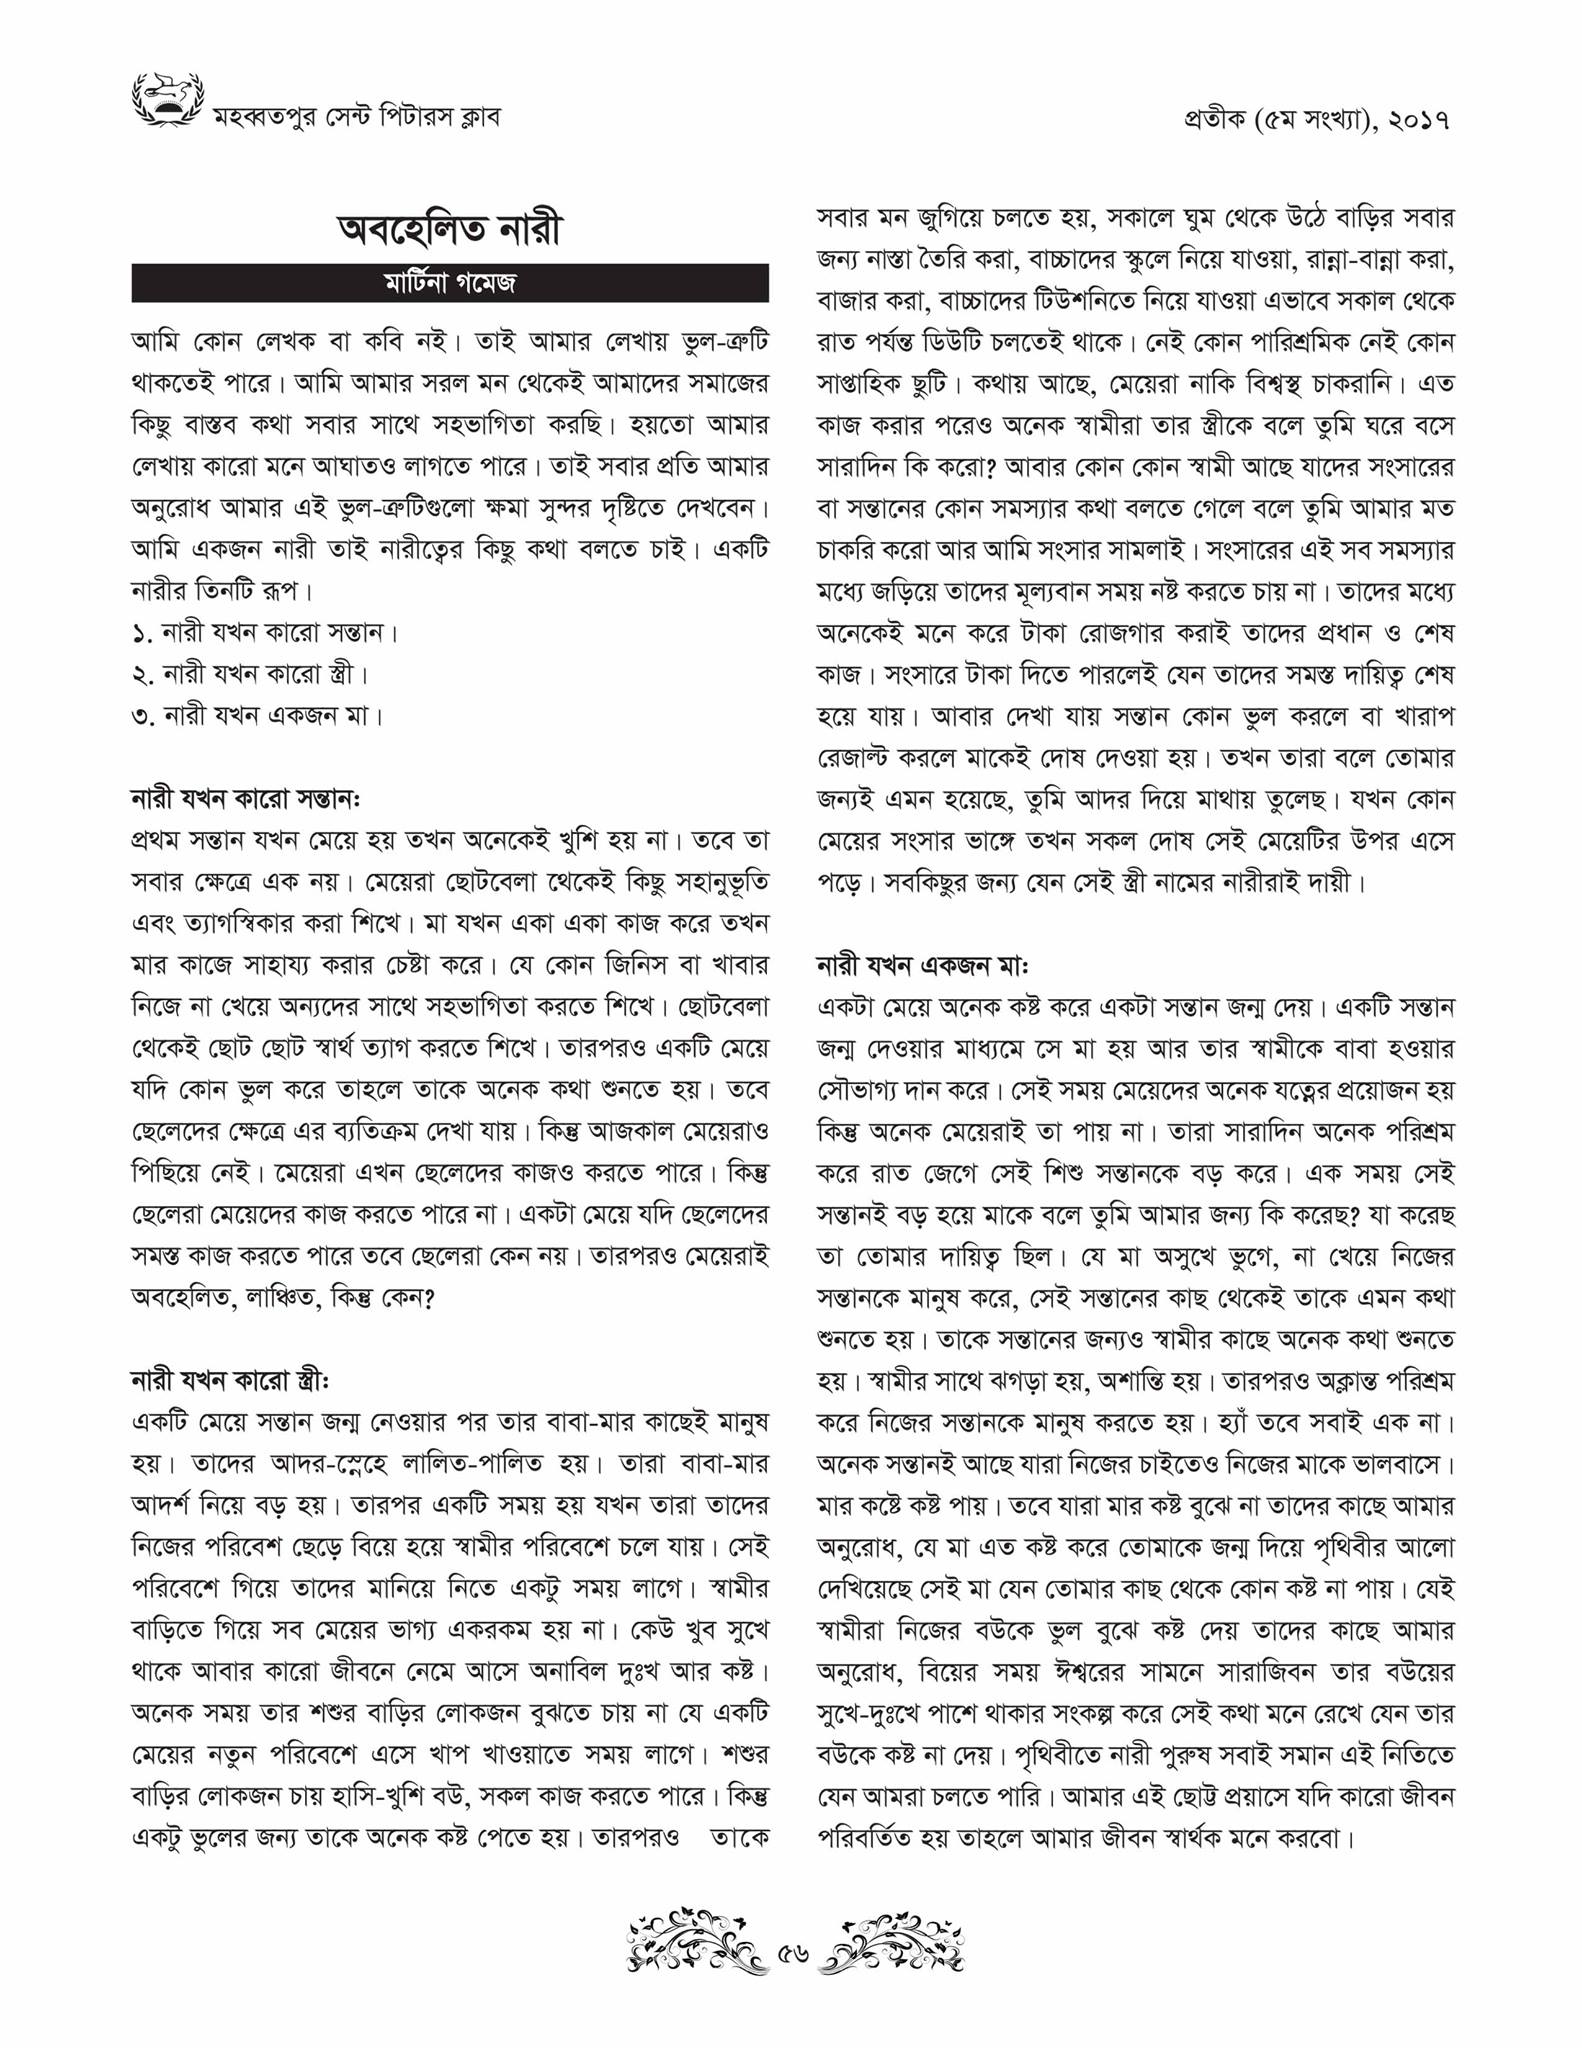 মহব্বতপুর সেন্ট পিটারস ক্লাব
প্রতীক (৫ম সংখ্যা), ২০১৭
অবহেলিত নারী
মার্টিনা গমেজ
আমি কোন লেখক বা কবি নই। তাই আমার লেখায় ভুল-ত্রুটি
থাকতেই পারে। আমি আমার সরল মন থেকেই আমাদের সমাজের
কিছু বাস্তব কথা সবার সাথে সহভাগিতা করছি। হয়তো আমার
লেখায় কারো মনে আঘাতও লাগতে পারে। তাই সবার প্রতি আমার
অনুরোধ আমার এই ভুল-ত্রুটিগুলো ক্ষমা সুন্দর দৃষ্টিতে দেখবেন।
আমি একজন নারী তাই নারীত্বের কিছু কথা বলতে চাই। একটি
নারীর তিনটি রূপ।
১. নারী যখন কারো সন্তান।
২. নারী যখন কারো স্ত্রী।
৩. নারী যখন একজন মা।
নারী যখন কারো সন্তান:
প্রথম সন্তান যখন মেয়ে হয় তখন অনেকেই খুশি হয় না। তবে তা
সবার ক্ষেত্রে এক নয়। মেয়েরা ছোটবেলা থেকেই কিছু সহানুভূতি
এবং ত্যাগস্বিকার করা শিখে। মা যখন একা একা কাজ করে তখন
মার কাজে সাহায্য করার চেষ্টা করে। যে কোন জিনিস বা খাবার
নিজে না খেয়ে অন্যদের সাথে সহভাগিতা করতে শিখে। ছোটবেলা
থেকেই ছোট ছোট স্বার্থ ত্যাগ করতে শিখে। তারপরও একটি মেয়ে
যদি কোন ভুল করে তাহলে তাকে অনেক কথা শুনতে হয়। তবে
ছেলেদের ক্ষেত্রে এর ব্যতিক্রম দেখা যায়। কিন্তু আজকাল মেয়েরাও
পিছিয়ে নেই। মেয়েরা এখন ছেলেদের কাজও করতে পারে। কিন্তু
ছেলেরা মেয়েদের কাজ করতে পারে না। একটা মেয়ে যদি ছেলেদের
সমস্ত কাজ করতে পারে তবে ছেলেরা কেন নয়। তারপরও মেয়েরাই
অবহেলিত, লাঞ্চিত, কিন্তু কেন?
নারী যখন কারো স্ত্রী:
একটি মেয়ে সন্তান জন্ম নেওয়ার পর তার বাবা-মার কাছেই মানুষ
হয়। তাদের আদর-স্নেহে লালিত-পালিত হয়। তারা বাবা-মার
আদর্শ নিয়ে বড় হয়। তারপর একটি সময় হয় যখন তারা তাদের
নিজের পরিবেশ ছেড়ে বিয়ে হয়ে স্বামীর পরিবেশে চলে যায়। সেই
পরিবেশে গিয়ে তাদের মানিয়ে নিতে একটু সময় লাগে। স্বামীর
বাড়িতে গিয়ে সব মেয়ের ভাগ্য একরকম হয় না। কেউ খুব সুখে
থাকে আবার কারো জীবনে নেমে আসে অনাবিল দুঃখ আর কষ্ট।
অনেক সময় তার শশুর বাড়ির লোকজন বুঝতে চায় না যে একটি
মেয়ের নতুন পরিবেশে এসে খাপ খাওয়াতে সময় লাগে। শশুর
বাড়ির লোকজন চায় হাসি-খুশি বউ, সকল কাজ করতে পারে। কিন্তু
একটু ভুলের জন্য তাকে অনেক কষ্ট পেতে হয়। তারপরও তাকে
সবার মন জুগিয়ে চলতে হয়, সকালে ঘুম থেকে উঠে বাড়ির সবার
জন্য নাস্তা তৈরি করা, বাচ্চাদের স্কুলে নিয়ে যাওয়া, রান্না-বান্না করা,
বাজার করা, বাচ্চাদের টিউশনিতে নিয়ে যাওয়া এভাবে সকাল থেকে
রাত পর্যন্ত ডিউটি চলতেই থাকে। নেই কোন পারিশ্রমিক নেই কোন
সাপ্তাহিক ছুটি। কথায় আছে, মেয়েরা নাকি বিশ্বস্থ চাকরানি। এত
কাজ করার পরেও অনেক স্বামীরা তার স্ত্রীকে বলে তুমি ঘরে বসে
সারাদিন কি করো? আবার কোন কোন স্বামী আছে যাদের সংসারের
বা সন্তানের কোন সমস্যার কথা বলতে গেলে বলে তুমি আমার মত
চাকরি করো আর আমি সংসার সামলাই। সংসারের এই সব সমস্যার
মধ্যে জড়িয়ে তাদের মূল্যবান সময় নষ্ট করতে চায় না। তাদের মধ্যে
অনেকেই মনে করে টাকা রোজগার করাই তাদের প্রধান ও শেষ
কাজ। সংসারে টাকা দিতে পারলেই যেন তাদের সমস্ত দায়িত্ব শেষ
হয়ে যায়। আবার দেখা যায় সন্তান কোন ভুল করলে বা খারাপ
রেজাল্ট করলে মাকেই দোষ দেওয়া হয়। তখন তারা বলে তোমার
জন্যই এমন হয়েছে, তুমি আদর দিয়ে মাথায় তুলেছ। যখন কোন
মেয়ের সংসার ভাঙ্গে তখন সকল দোষ সেই মেয়েটির উপর এসে
পড়ে। সবকিছুর জন্য যেন সেই স্ত্রী নামের নারীরাই দায়ী।
নারী যখন একজন মা:
একটা মেয়ে অনেক কষ্ট করে একটা সন্তান জন্ম দেয়। একটি সন্তান
জন্ম দেওয়ার মাধ্যমে সে মা হয় আর তার স্বামীকে বাবা হওয়ার
সৌভাগ্য দান করে। সেই সময় মেয়েদের অনেক যত্নের প্রয়োজন হয়
কিন্তু অনেক মেয়েরাই তা পায় না। তারা সারাদিন অনেক পরিশ্রম
করে রাত জেগে সেই শিশু সন্তানকে বড় করে। এক সময় সেই
সন্তানই বড় হয়ে মাকে বলে তুমি আমার জন্য কি করেছ? যা করেছ
তা তোমার দায়িত্ব ছিল। যে মা অসুখে ভুগে, না খেয়ে নিজের
সন্তানকে মানুষ করে, সেই সন্তানের কাছ থেকেই তাকে এমন কথা
শুনতে হয়। তাকে সন্তানের জন্যও স্বামীর কাছে অনেক কথা শুনতে
হয়। স্বামীর সাথে ঝগড়া হয়, অশান্তি হয়। তারপরও অক্লান্ত পরিশ্রম
করে নিজের সন্তানকে মানুষ করতে হয়। হ্যাঁ তবে সবাই এক না।
অনেক সন্তানই আছে যারা নিজের চাইতেও নিজের মাকে ভালবাসে।
মার কষ্টে কষ্ট পায়। তবে যারা মার কষ্ট বুঝে না তাদের কাছে আমার
অনুরোধ, যে মা এত কষ্ট করে তোমাকে জন্ম দিয়ে পৃথিবীর আলো
দেখিয়েছে সেই মা যেন তোমার কাছ থেকে কোন কষ্ট না পায়। যেই
স্বামীরা নিজের বউকে ভুল বুঝে কষ্ট দেয় তাদের কাছে আমার
অনুরোধ, বিয়ের সময় ঈশ্বরের সামনে সারাজিবন তার বউয়ের
সুখে-দুঃখে পাশে থাকার সংকল্প করে সেই কথা মনে রেখে যেন তার
বউকে কষ্ট না দেয়। পৃথিবীতে নারী পুরুষ সবাই সমান এই নিতিতে
যেন আমরা চলতে পারি। আমার এই ছোট্ট প্রয়াসে যদি কারো জীবন
পরিবর্তিত হয় তাহলে আমার জীবন স্বার্থক মনে করবো।
৫৬